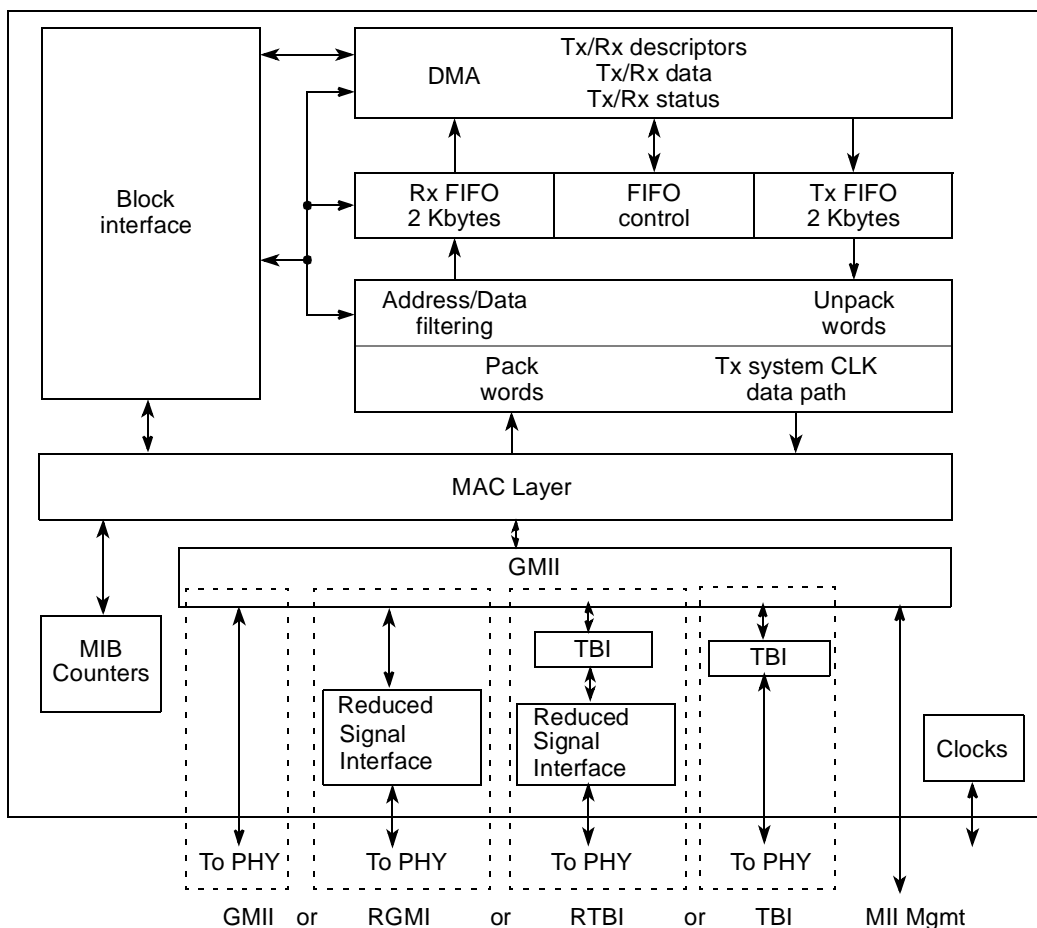 Tx/Rx descriptors
DMA
Tx/Rx data
Tx/Rx status
Block
interface
Rx FIFO
2 Kbytes
FIFO
control
Tx FIFO
2 Kbytes
Address/Data
filtering
Unpack
words
Pack
words
Tx system CLK
data path
MAC Layer
GMII
MIB
Counters
TBI
TBI
Reduced
Signal
Interface
Reduced
Signal
Interface
Clocks
To PHY
To PHY
To PHY
To PHY
GMII or RGMI or RTBI or TBI MII Mgmt